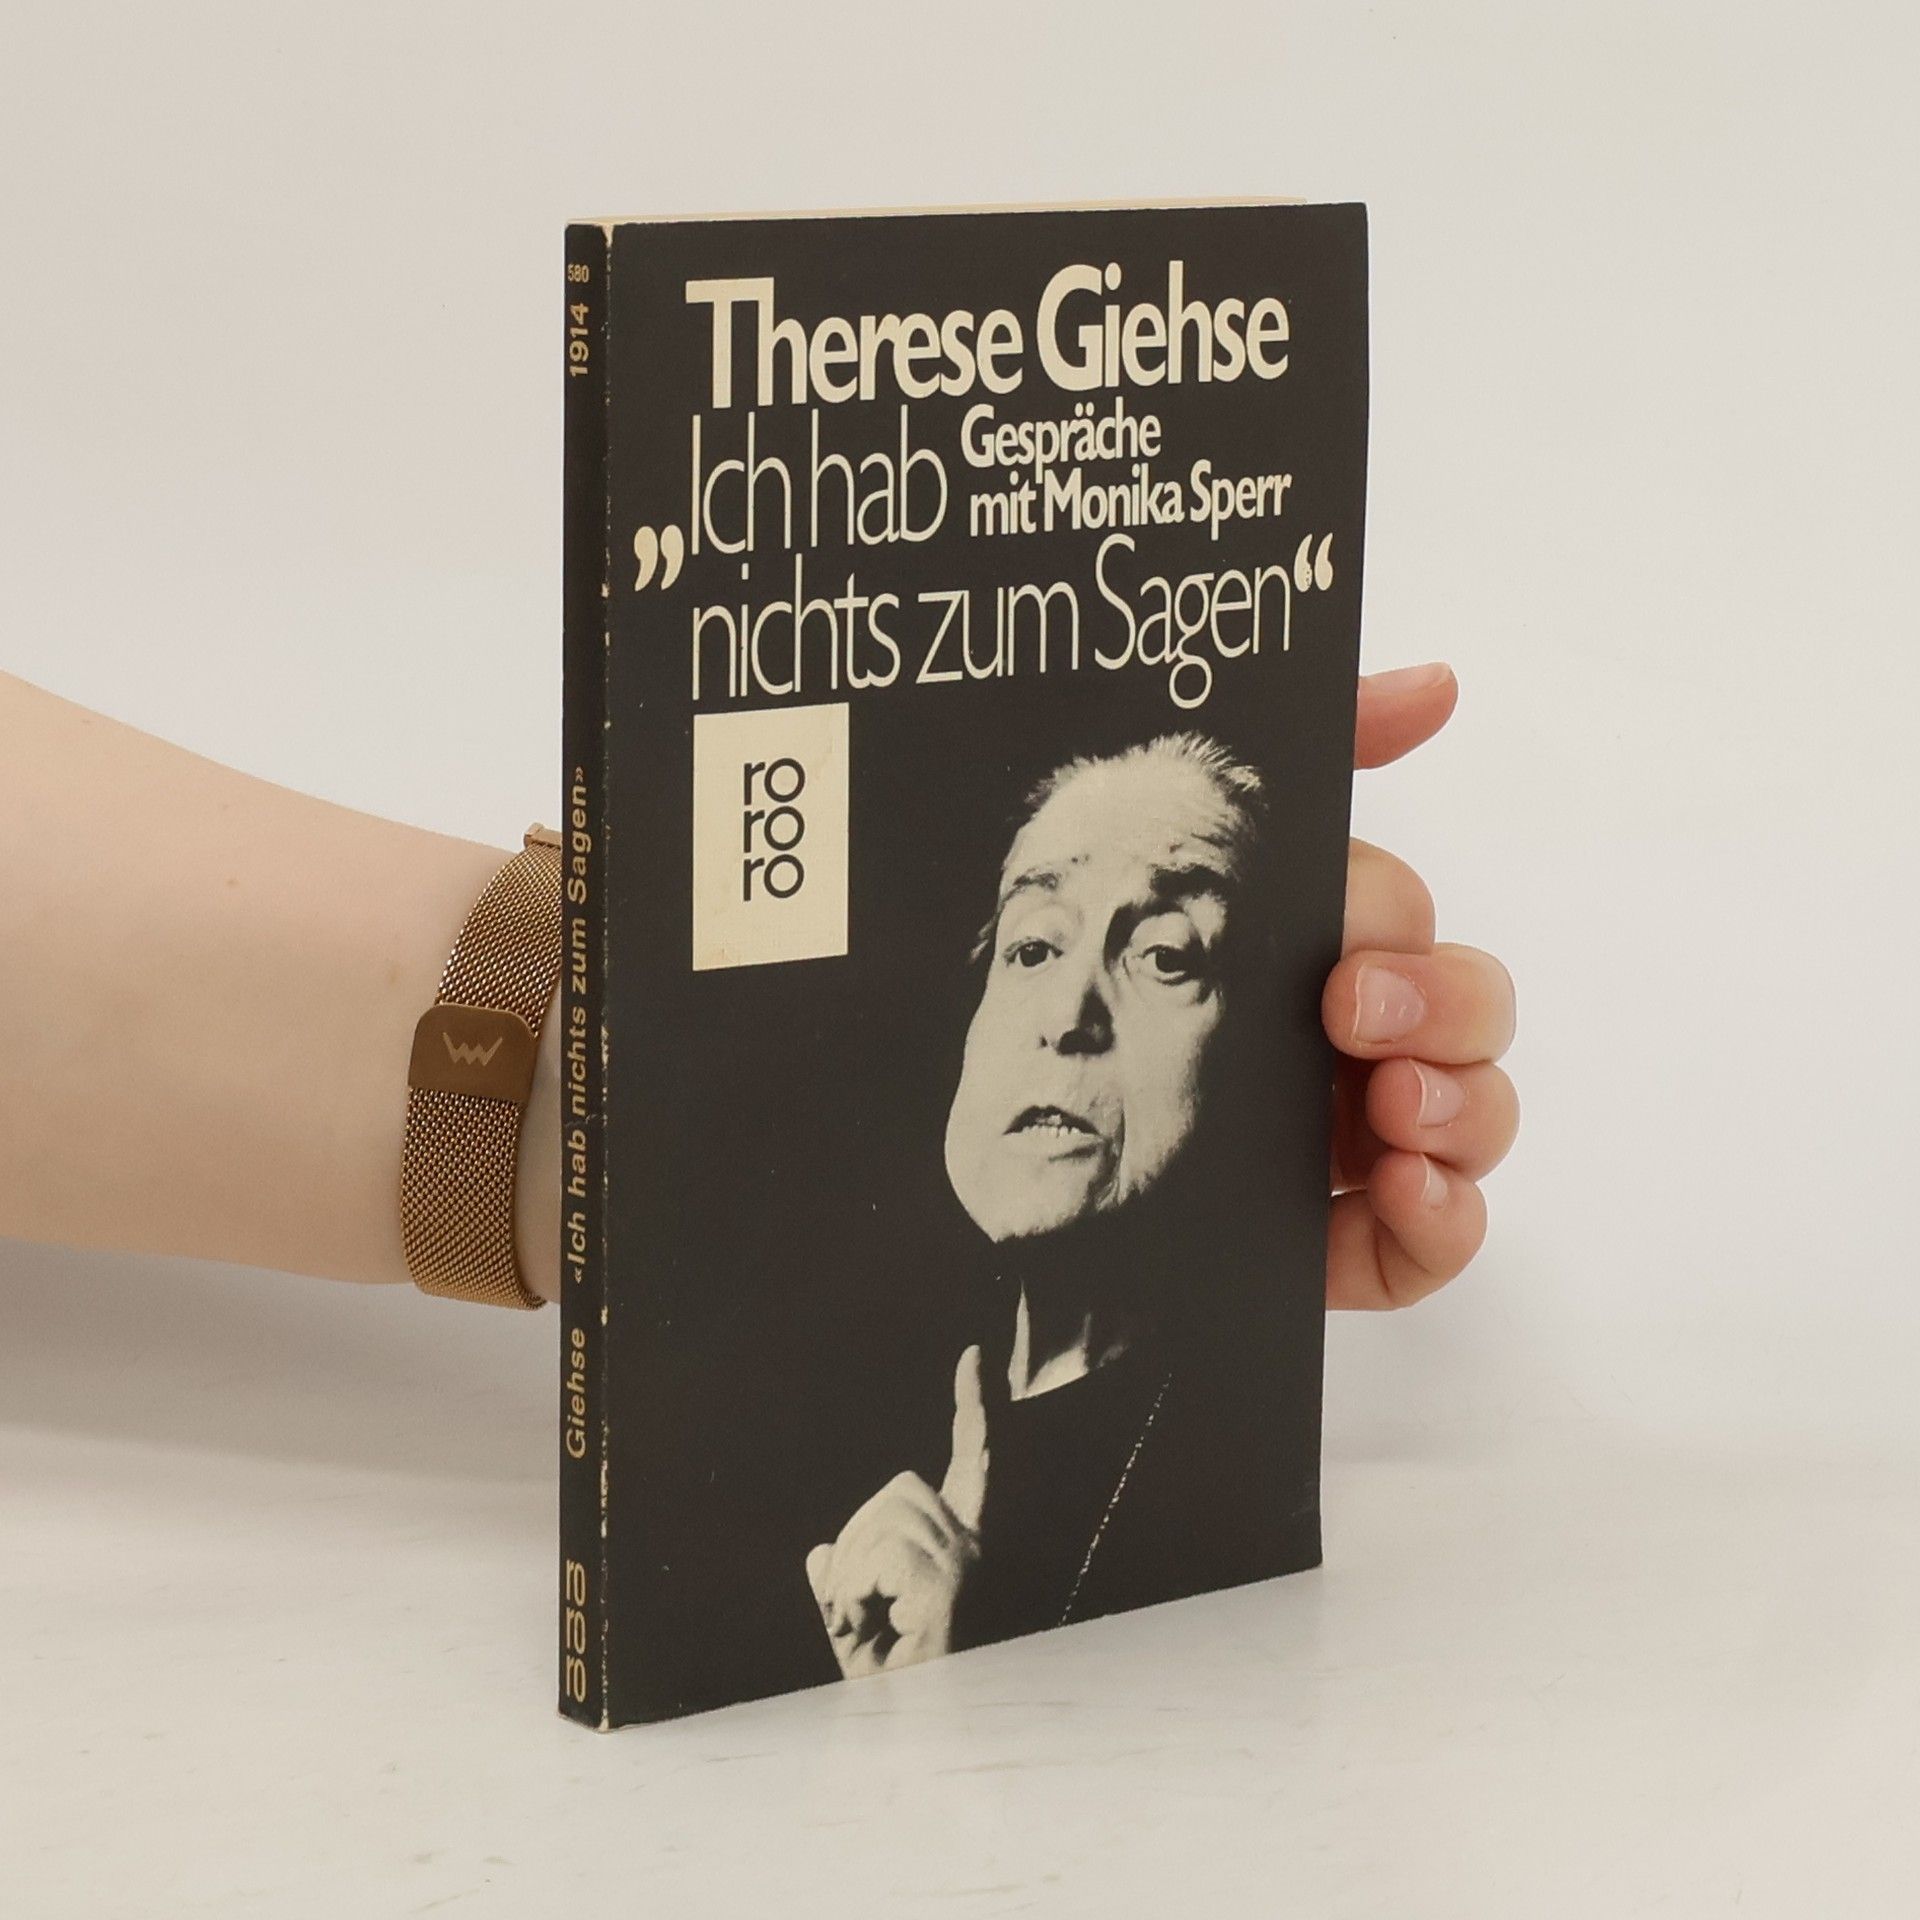 Therese Giehse
Gespräche
mit Monika Sperr
„Ich hab
nichts zum Sagen“
ro
ro
ro
580
1914
Giehse «Ich hab nichts zum Sagen»
ro
ro
ro